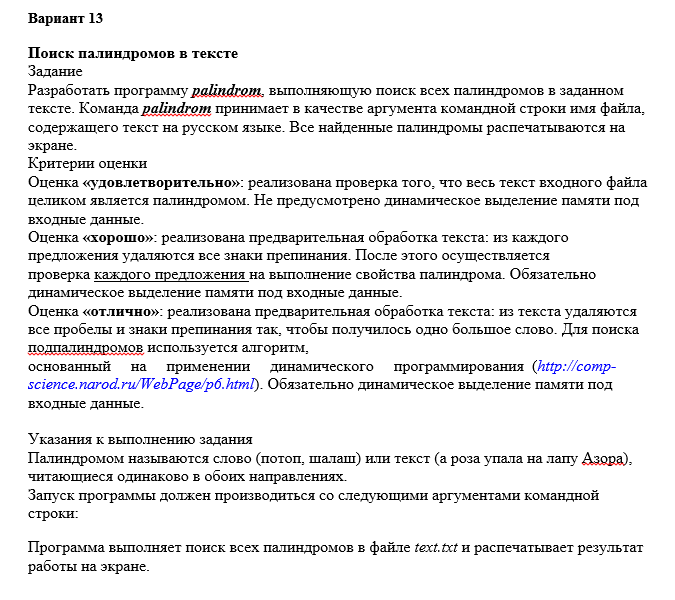 Вариант 13
Поиск палиндромов в тексте
Задание
Разработать программу palindrom, выполняющую поиск всех палиндромов в заданном
тексте. Команда palindrom принимает в качестве аргумента командной строки имя файла,
содержащего текст на русском языке. Все найденные палиндромы распечатываются на
экране.
Критерии оценки
Оценка «удовлетворительно»: реализована проверка того, что весь текст входного файла
целиком является палиндромом. Не предусмотрено динамическое выделение памяти под
входные данные.
Оценка «хорошо»: реализована предварительная обработка текста: из каждого
предложения удаляются все знаки препинания. После этого осуществляется
проверка каждого предложения на выполнение свойства палиндрома. Обязательно
динамическое выделение памяти под входные данные.
Оценка «отлично»: реализована предварительная обработка текста: из текста удаляются
все пробелы и знаки препинания так, чтобы получилось одно большое слово. Для поиска
подпалиндромов используется алгоритм,
основанный на применении динамического программирования (http://comp-
science.narod.ru/WebPage/p6.html). Обязательно динамическое выделение памяти под
входные данные.
Указания к выполнению задания
Палиндромом называются слово (потоп, шалаш) или текст (а роза упала на лапу Азора),
читающиеся одинаково в обоих направлениях.
Запуск программы должен производиться со следующими аргументами командной
строки:
Программа выполняет поиск всех палиндромов в файле text.txt и распечатывает результат
работы на экране.